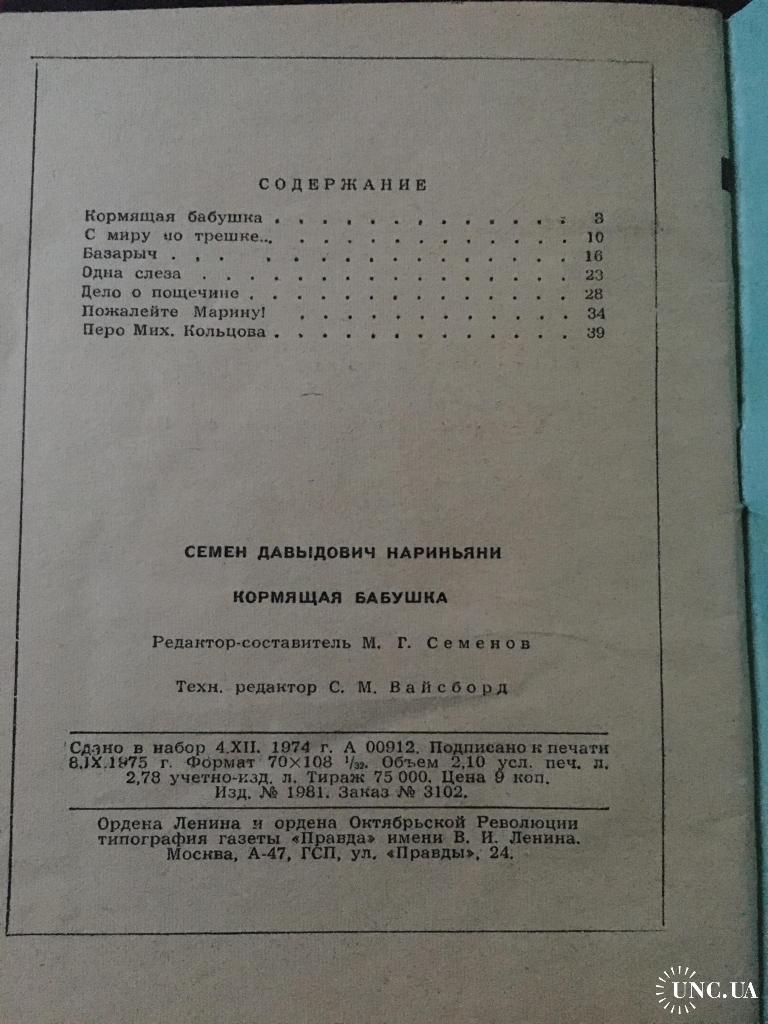 СОДЕРЖАНИЕ
Кормящая бабушка . . . . . . . . . . . . . 3
С миру по трешке... . . . . . . . . . . . 10
Базарыч . . . . . . . . . . . . . . . . 16
Одна слеза . . . . . . . . . . . . . . . 23
Дело о пощечине . . . . . . . . . . . . . 28
Пожалейте Марину! . . . . . . . . . . . . 34
Перо Мих. Кольцова . . . . . . . . . . . . 39
СЕМЕН ДАВЫДОВИЧ НАРИНЬЯНИ
КОРМЯЩАЯ БАБУШКА
Редактор-составитель М. Г. Семенов
Техн. редактор С. М. Вайсборд
Сдано в набор 4.XII. 1974 г. А 00912. Подписано к печати
8.IX.1975 г. Формат 70×108 1/32. Объем 2,10 усл. печ. л.
2,78 учетно-изд. л. Тираж 75 000. Цена 9 коп.
Изд. № 1981. Заказ № 3102.
Ордена Ленина и ордена Октябрьской Революции
типография газеты «Правда» имени В. И. Ленина.
Москва, А-47, ГСП, ул. «Правды», 24.
UNC.UA